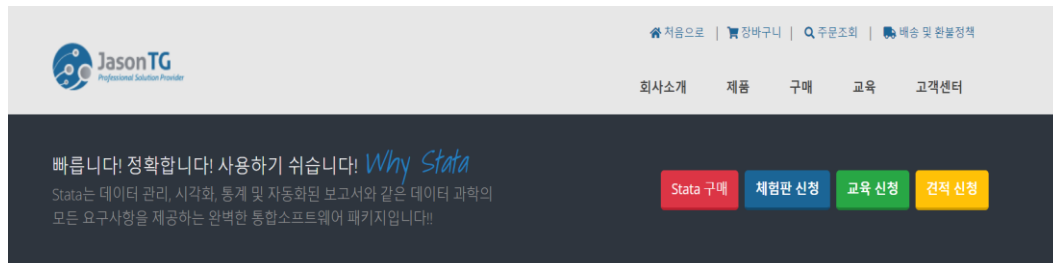 처음으로 | 장바구니 | 주문조회 | 배송 및 환불정책
JasonTG
Professional Solution Provider
회사소개 제품 구매 교육 고객센터
빠릅니다! 정확합니다! 사용하기 쉬습니다! Why Stata
Stata는 데이터 관리, 시각화, 통계 및 자동화된 보고서와 같은 데이터 과학의
모든 요구사항을 제공하는 완벽한 통합소프트웨어 패키지입니다!!
Stata 구매 체험판 신청 교육 신청 견적 신청